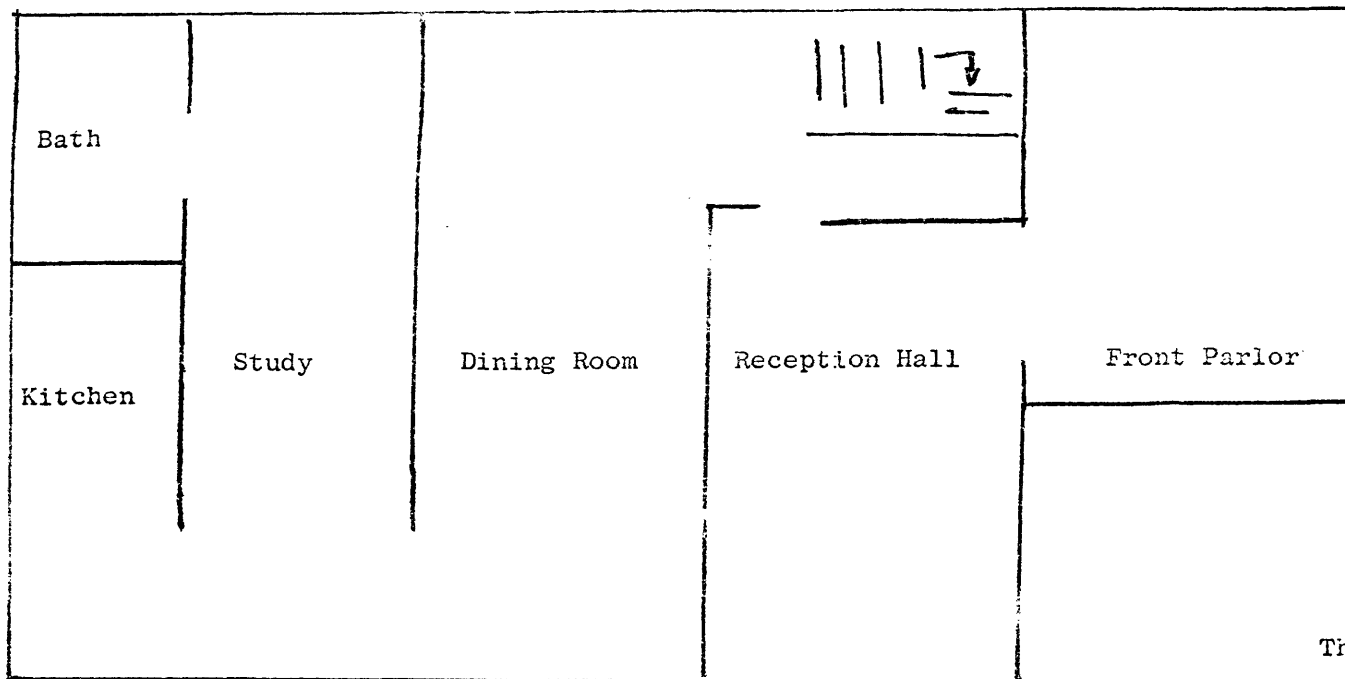 Bath
Study
Dining Room
Reception Hall
Front Parlor
Kitchen